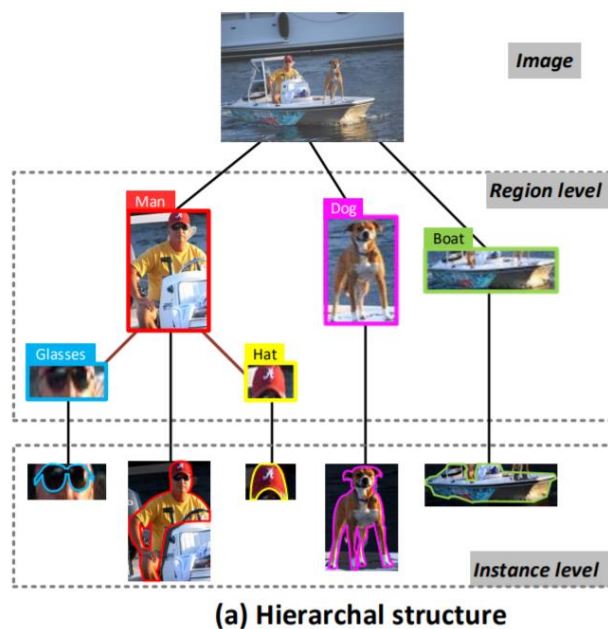 Image
Region level
Man
Dog
Boat
Glasses
Hat
A
A
A
Instance level
(a) Hierarchal structure